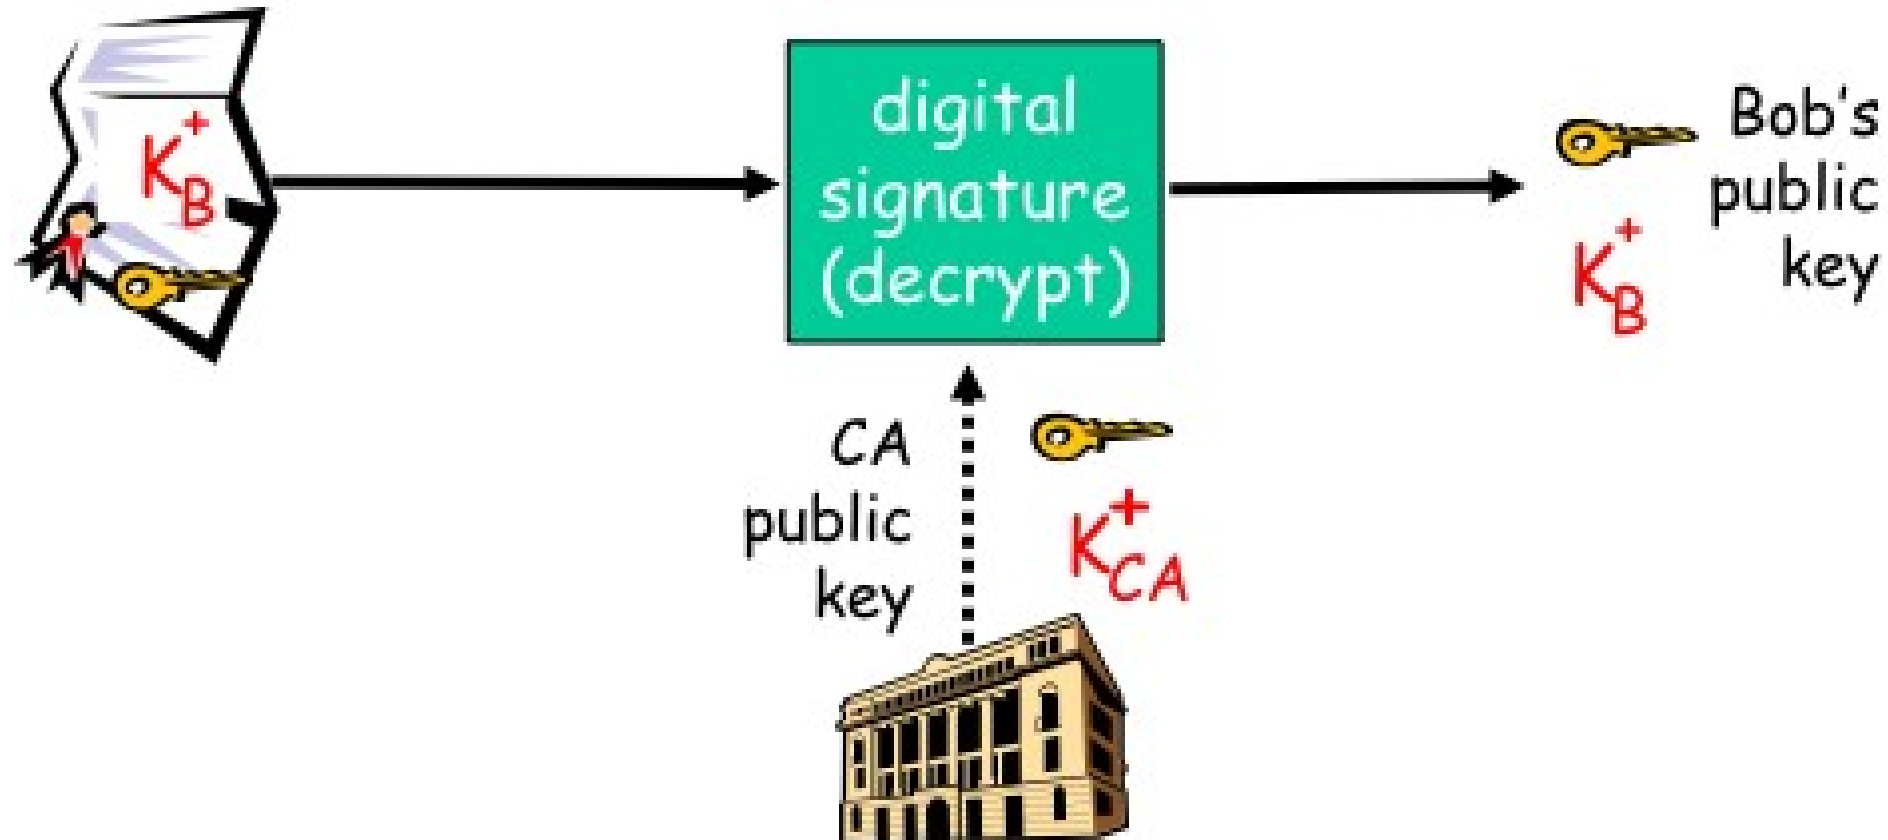 K+B
digital
signature
(decrypt)
Bob's
public
key
K+B
CA
public
key
K+CA